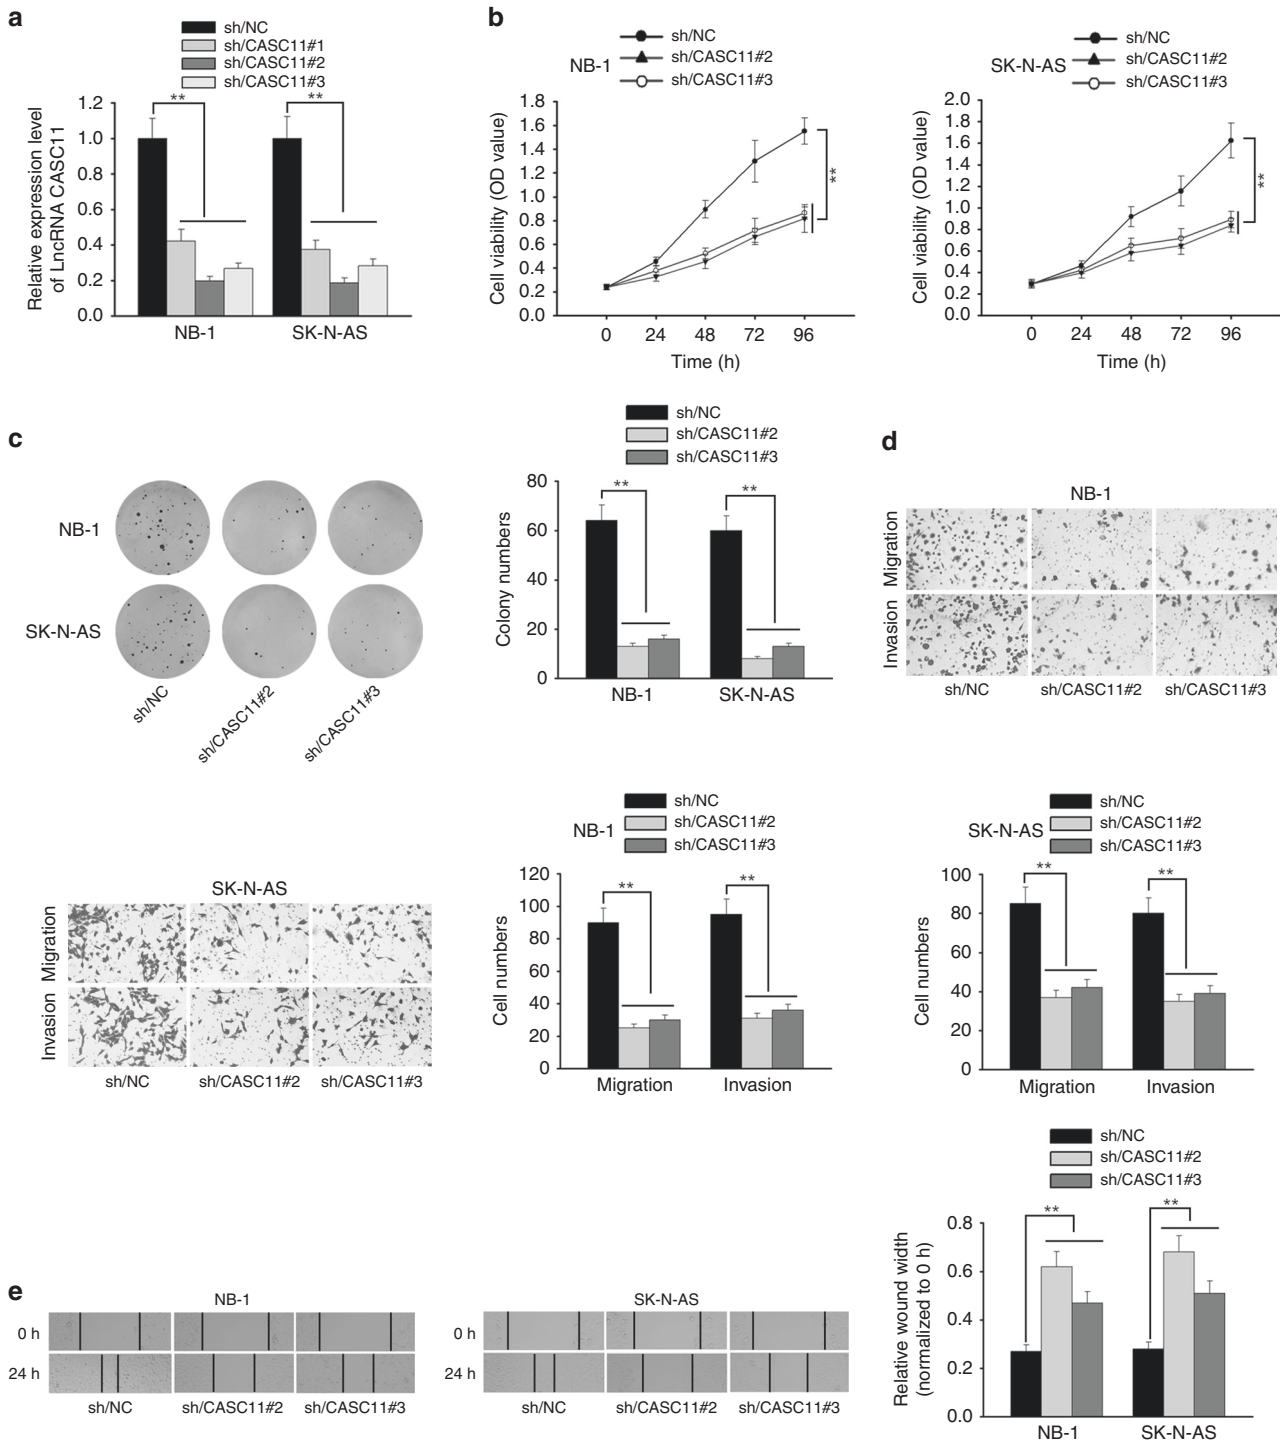 a
sh/NC
sh/CASC11#1
sh/CASC11#2
sh/CASC11#3
Relative expression level
of LncRNA CASC11
1.2
1.0
0.8
0.6
0.4
0.2
0.0
**
**
NB-1
SK-N-AS
b
NB-1
sh/NC
sh/CASC11#2
sh/CASC11#3
Cell viability (OD value)
1.8
1.6
1.4
1.2
1.0
0.8
0.6
0.4
0.2
0.0
**
0 24 48 72 96
Time (h)
SK-N-AS
sh/NC
sh/CASC11#2
sh/CASC11#3
Cell viability (OD value)
2.0
1.8
1.6
1.4
1.2
1.0
0.8
0.6
0.4
0.2
0.0
**
0 24 48 72 96
Time (h)
c
NB-1
SK-N-AS
sh/NC
sh/CASC11#2
sh/CASC11#3
sh/NC
sh/CASC11#2
sh/CASC11#3
Colony numbers
80
60
40
20
0
**
**
NB-1
SK-N-AS
d
NB-1
Migration
Invasion
sh/NC
sh/CASC11#2
sh/CASC11#3
SK-N-AS
Migration
Invasion
sh/NC
sh/CASC11#2
sh/CASC11#3
NB-1
sh/NC
sh/CASC11#2
sh/CASC11#3
Cell numbers
120
100
80
60
40
20
0
**
**
Migration
Invasion
SK-N-AS
sh/NC
sh/CASC11#2
sh/CASC11#3
Cell numbers
100
80
60
40
20
0
**
**
Migration
Invasion
e
NB-1
0 h
24 h
sh/NC
sh/CASC11#2
sh/CASC11#3
SK-N-AS
0 h
24 h
sh/NC
sh/CASC11#2
sh/CASC11#3
sh/NC
sh/CASC11#2
sh/CASC11#3
Relative wound width
(normalized to 0 h)
0.8
0.6
0.4
0.2
0.0
**
**
NB-1
SK-N-AS